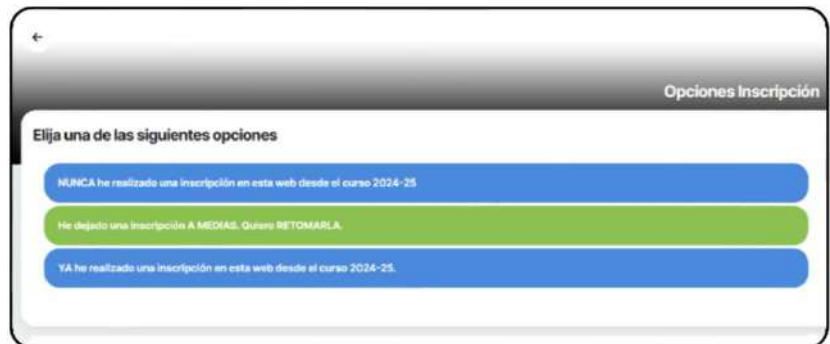 Opciones Inscripción
Elija una de las siguientes opciones
NUNCA he realizado una inscripción en esta web desde el curso 2024-25
He dejado una inscripción A MEDIAS. Quiero RETOMARLA.
YA he realizado una inscripción en esta web desde el curso 2024-25.